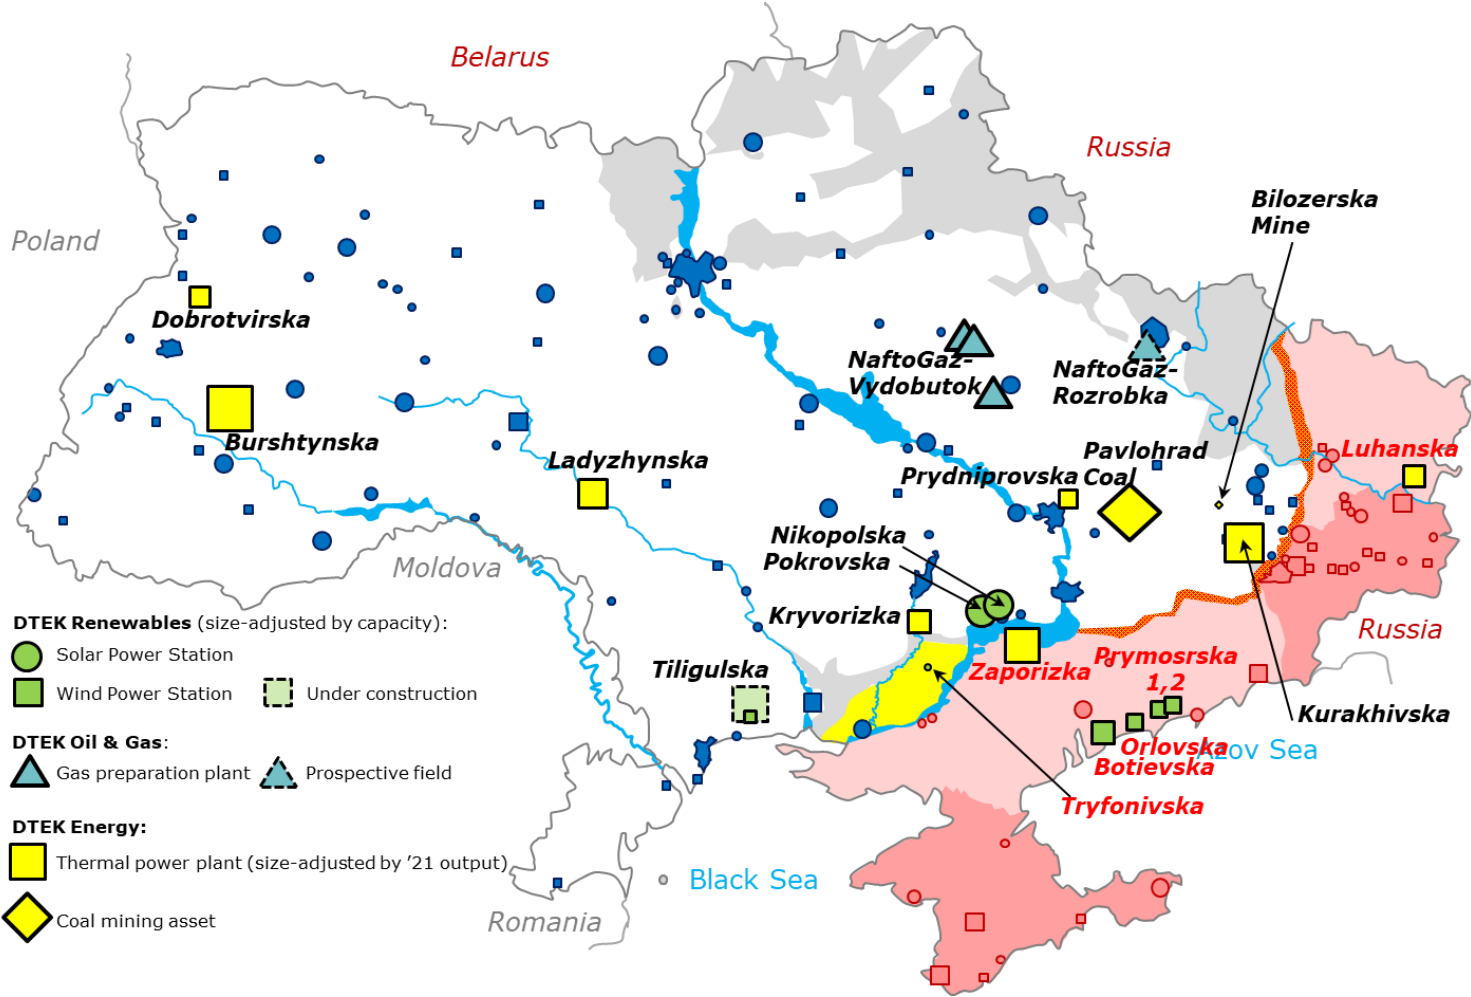 Belarus
Russia
Bilozerska
Mine
Poland
Dobrotvirska
NaftoGaz-
Vydobutok
NaftoGaz-
Rozrobka
Burshtynska
Ladyzhynska
Pavlohrad
Coal
Prydniprovska
Luhanska
Nikopolska
Pokrovska
Moldova
Kryvorizka
DTEK Renewables (size-adjusted by capacity):
Solar Power Station
Wind Power Station
Under construction
Tiligulska
Zaporizka
Prymosrska
1,2
Russia
Kurakhivska
Orlovska
Azov Sea
Botievska
Tryfonivska
DTEK Oil & Gas:
Gas preparation plant
Prospective field
DTEK Energy:
Thermal power plant (size-adjusted by ’21 output)
Coal mining asset
Black Sea
Romania